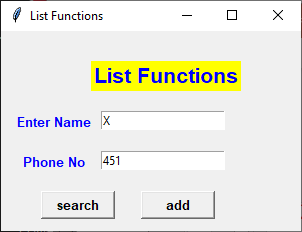 List Functions
List Functions
Enter Name X
Phone No 451
search add